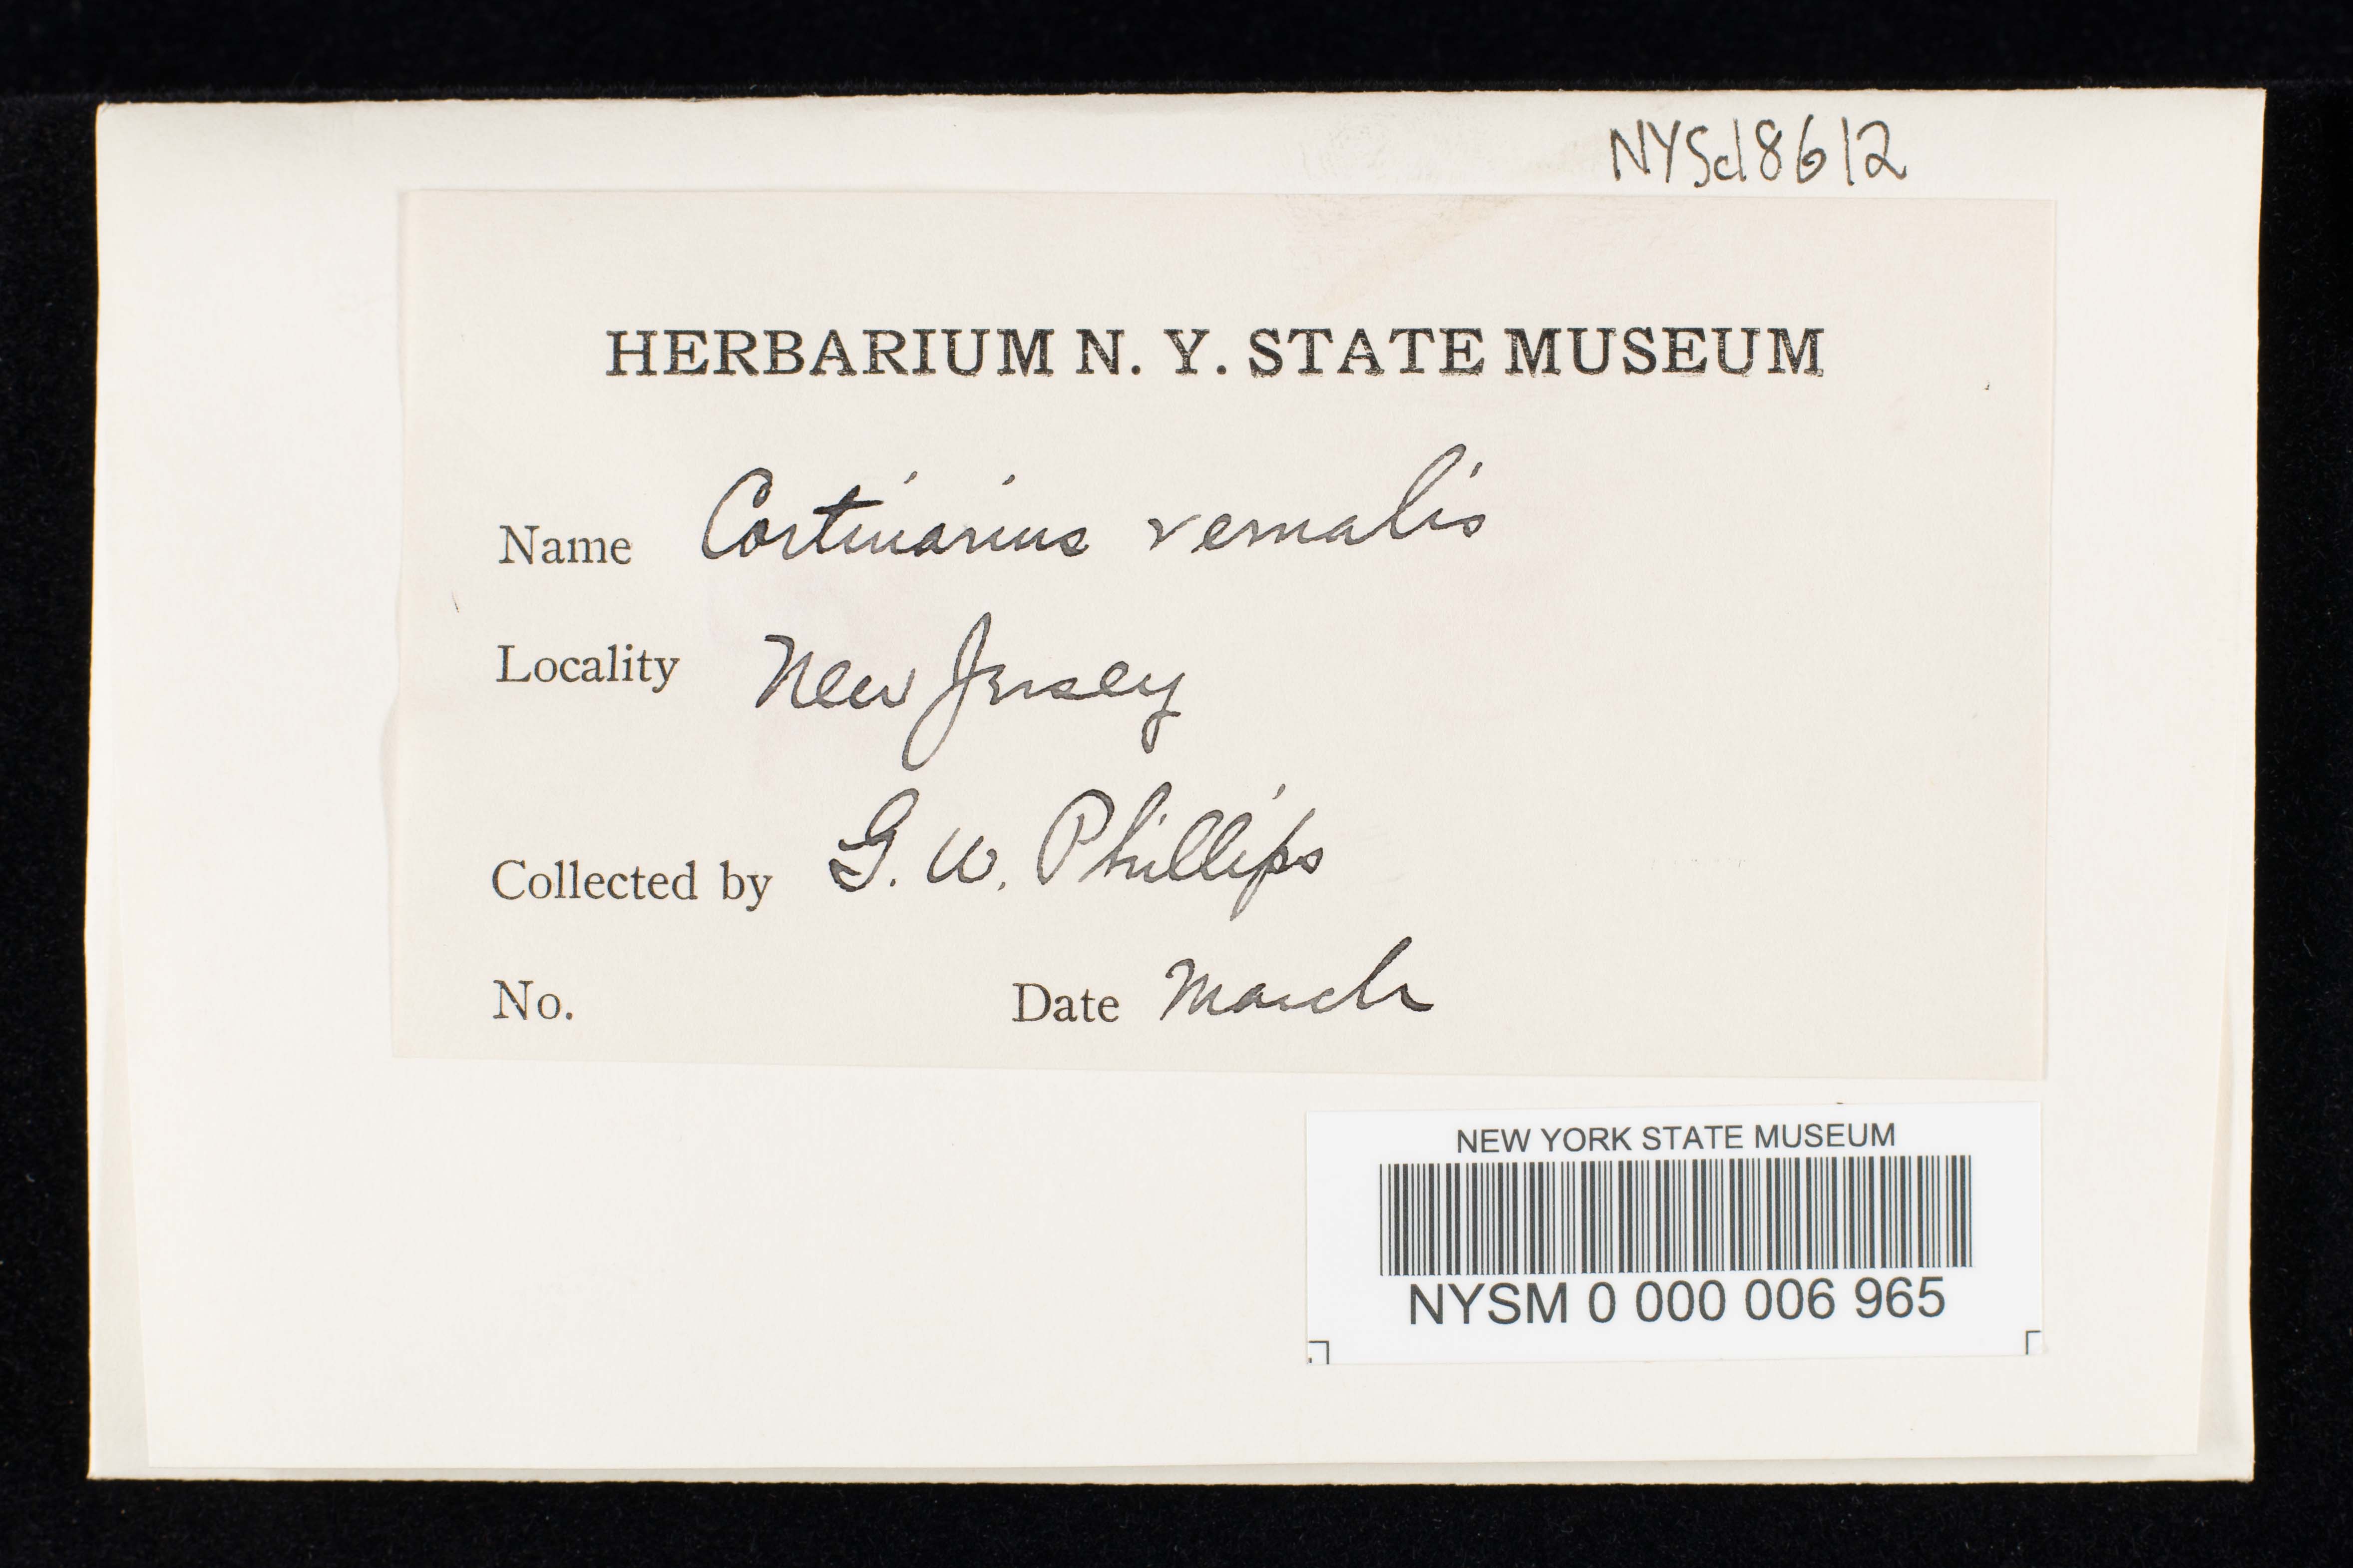 NYSd8612
HERBARIUM N. Y. STATE MUSEUM
Name Cortinarius vernalis
Locality New Jersey
Collected by G. W. Phillips
No. Date March
NEW YORK STATE MUSEUM
NYSM 0 000 006 965